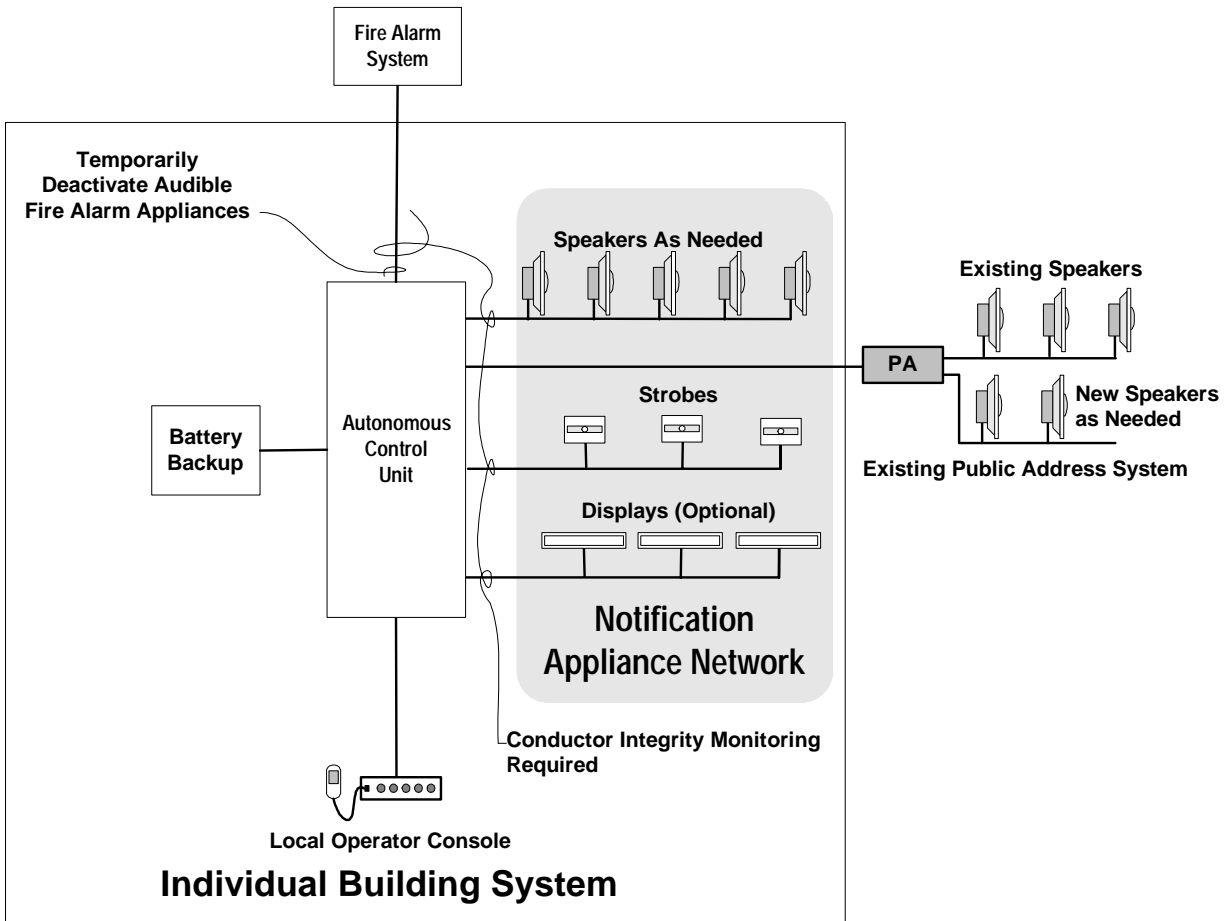 Fire Alarm
System
Temporarily
Deactivate Audible
Fire Alarm Appliances
Speakers As Needed
Existing Speakers
PA
Strobes
New Speakers
as Needed
Battery
Backup
Autonomous
Control
Unit
Existing Public Address System
Displays (Optional)
Notification
Appliance Network
Conductor Integrity Monitoring
Required
Local Operator Console
Individual Building System